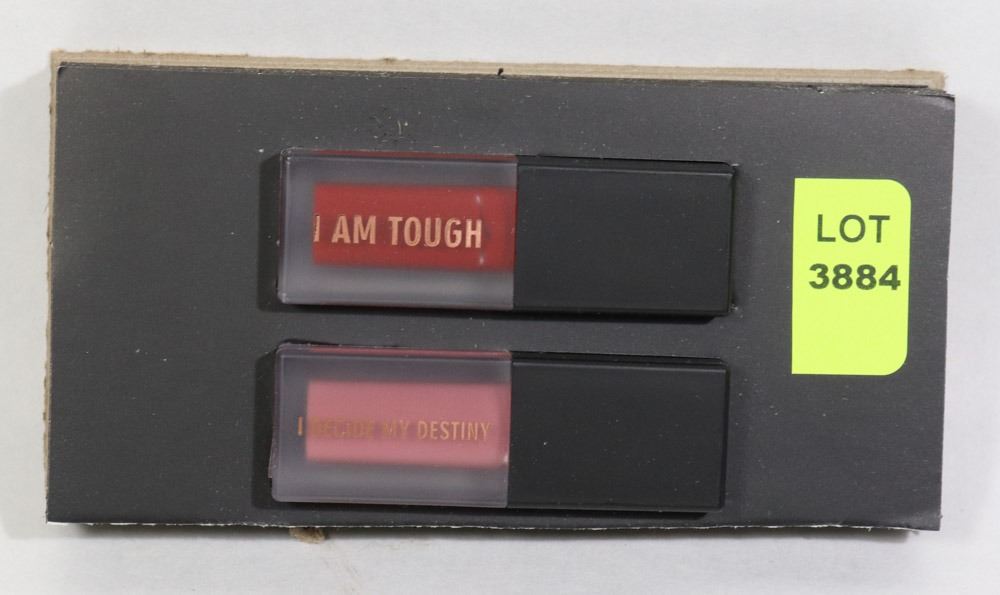 I AM TOUGH
LOT
3884
I DECIDE MY DESTINY